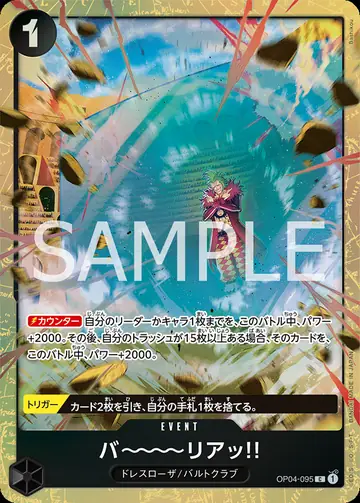 1
SAMPLE
カウンター 自分のリーダーかキャラ1枚までを、このバトル中、パワー
+2000。その後、自分のトラッシュが15枚以上ある場合、そのカードを、
このバトル中、パワー+2000。
トリガー カード2枚を引き、自分の手札1枚を捨てる。
EVENT
バ～～～～リアッ!!
OP04-095 C 1
ドレスローザ/バルトクラブ